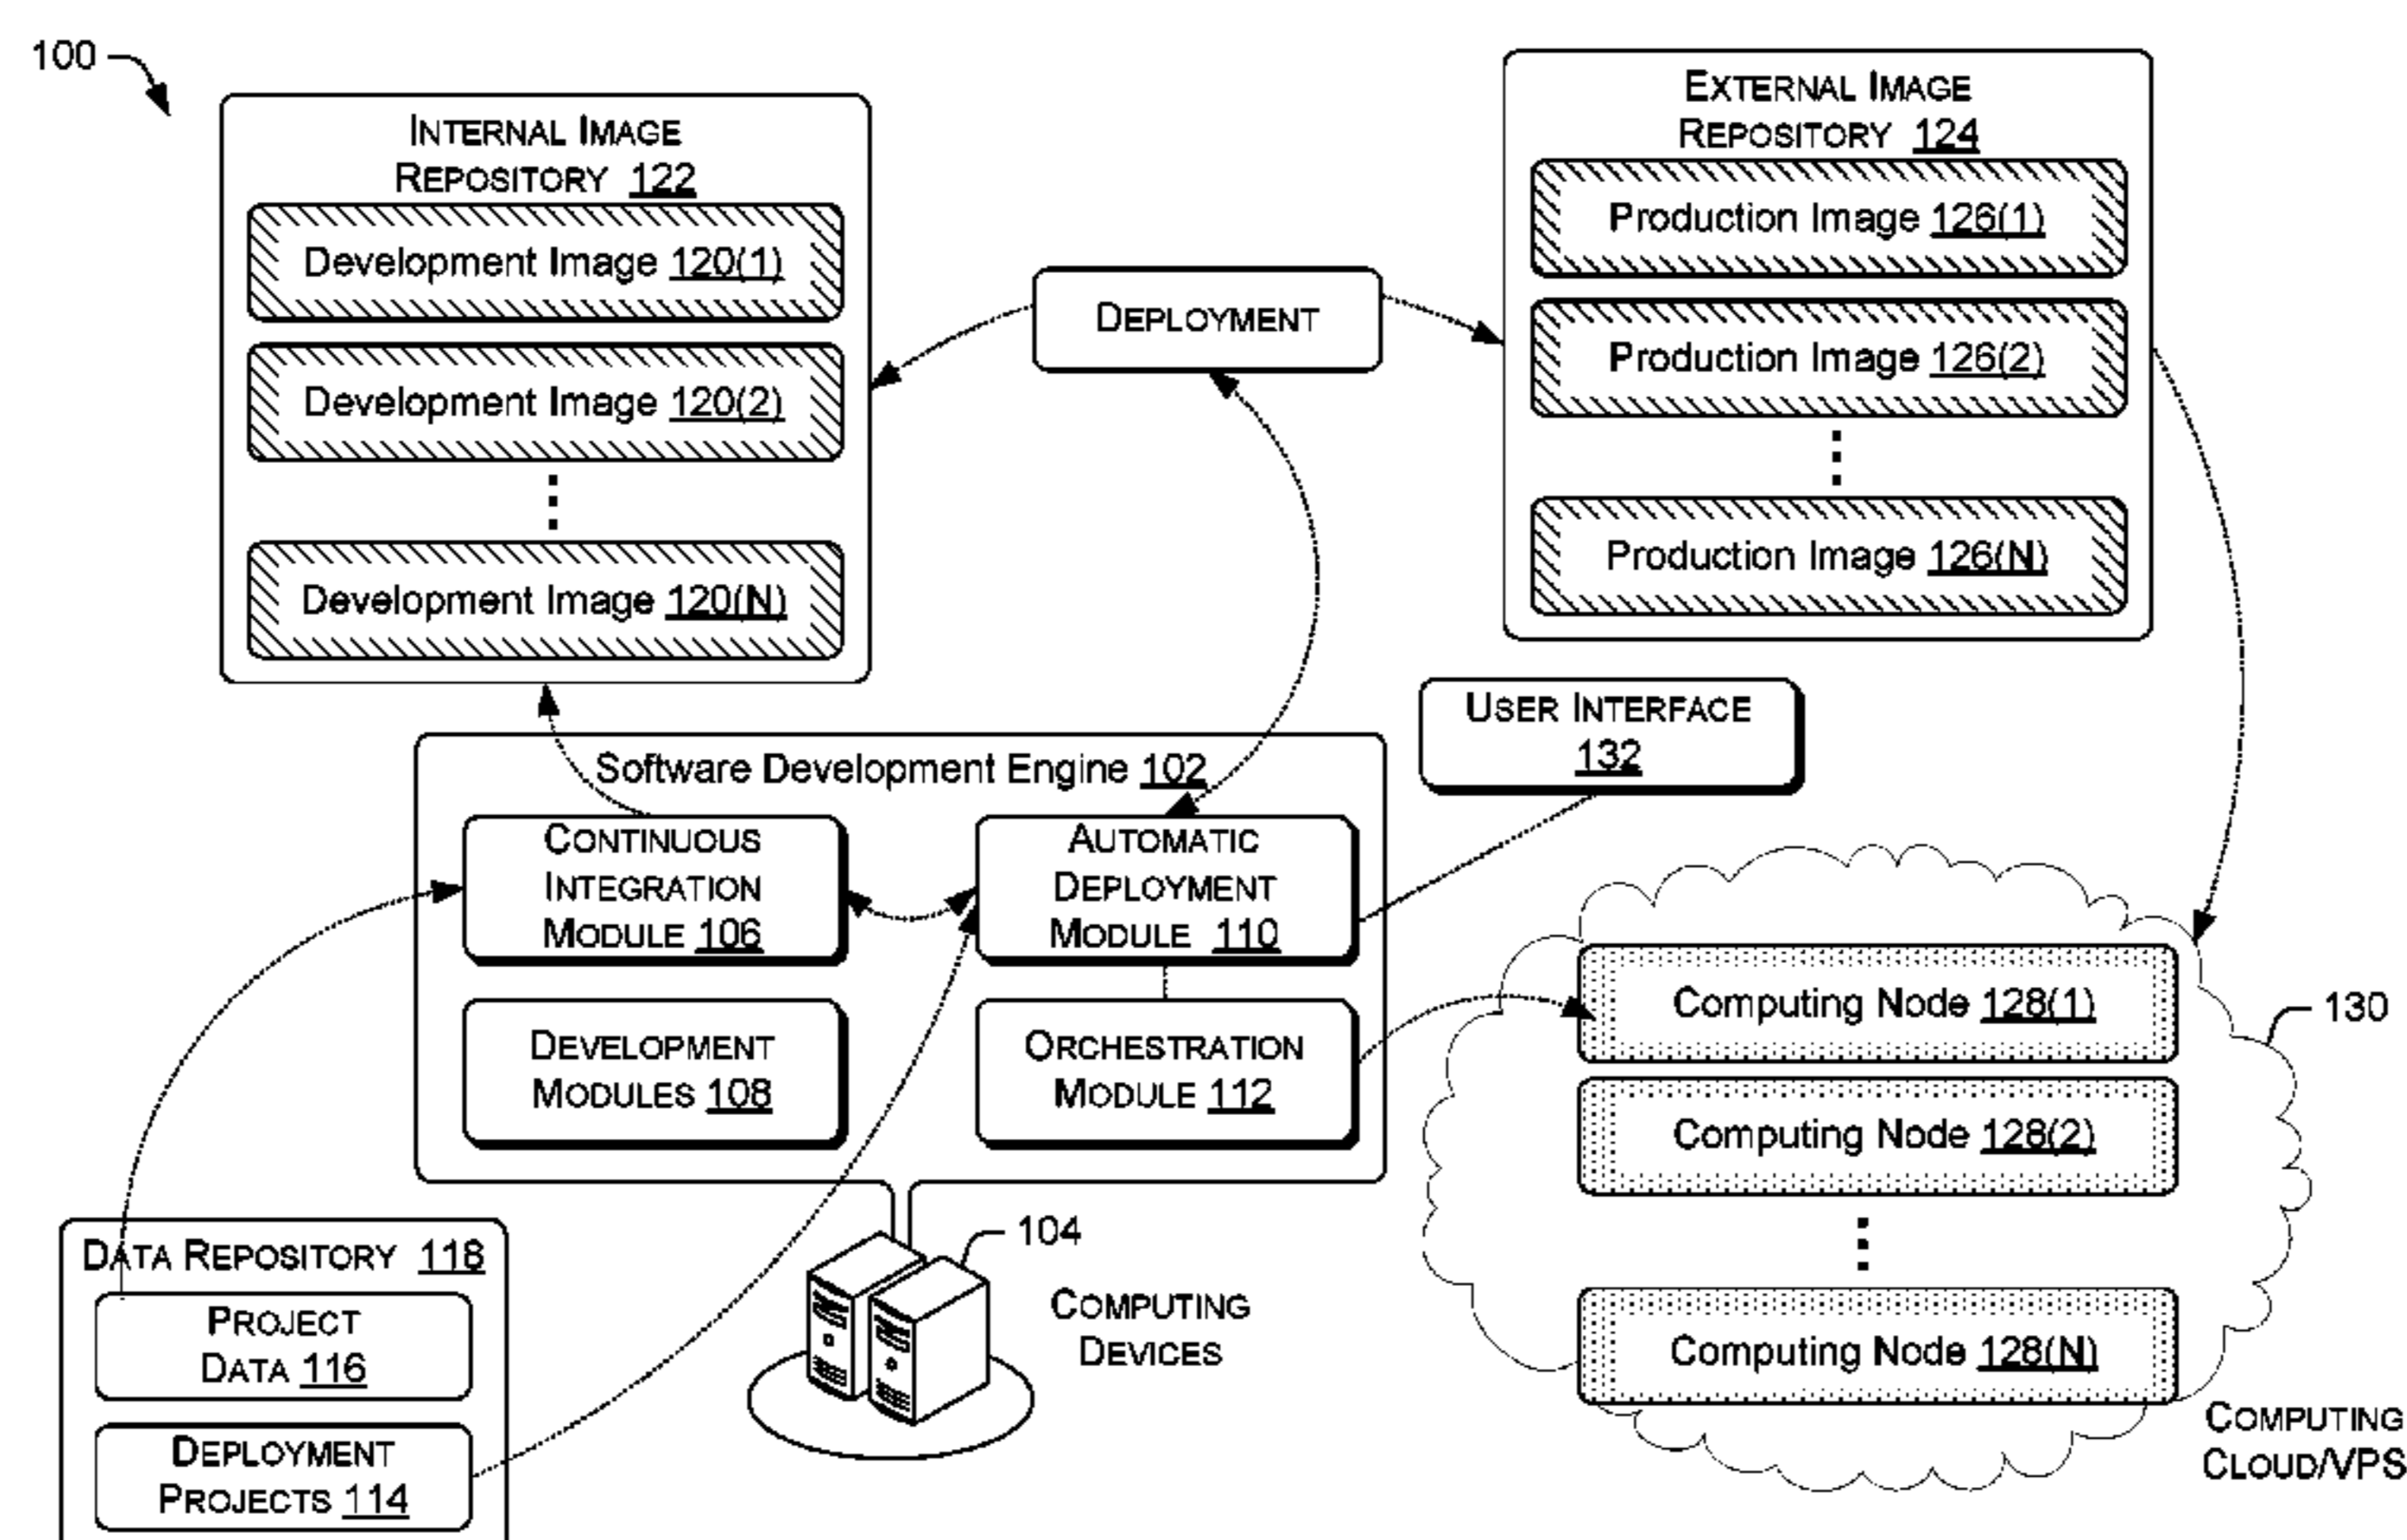 100
INTERNAL IMAGE
REPOSITORY 122
Development Image 120(1)
Development Image 120(2)
Development Image 120(N)
DEPLOYMENT
EXTERNAL IMAGE
REPOSITORY 124
Production Image 126(1)
Production Image 126(2)
Production Image 126(N)
USER INTERFACE
132
Software Development Engine 102
CONTINUOUS
INTEGRATION
MODULE 106
AUTOMATIC
DEPLOYMENT
MODULE 110
DEVELOPMENT
MODULES 108
ORCHESTRATION
MODULE 112
Computing Node 128(1)
Computing Node 128(2)
Computing Node 128(N)
130
COMPUTING
CLOUD/VPS
DATA REPOSITORY 118
PROJECT
DATA 116
DEPLOYMENT
PROJECTS 114
104
COMPUTING
DEVICES